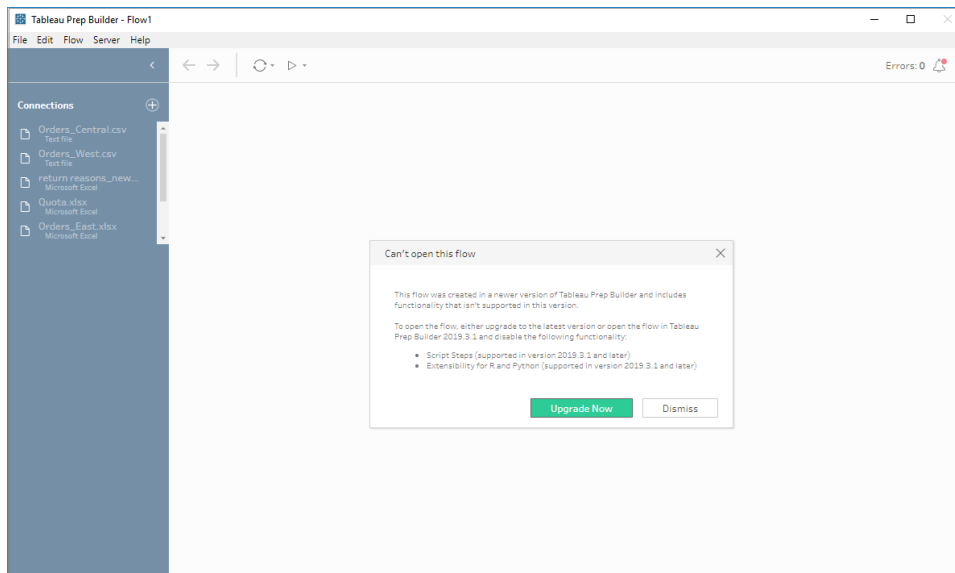 Tableau Prep Builder - Flow1
File Edit Flow Server Help
Errors: 0
Connections
Orders_Central.csv
Text file
Orders_West.csv
Text file
return reasons_new...
Microsoft Excel
Quota.xlsx
Microsoft Excel
Orders_East.xlsx
Microsoft Excel
Can't open this flow
This flow was created in a newer version of Tableau Prep Builder and includes
functionality that isn't supported in this version.
To open the flow, either upgrade to the latest version or open the flow in Tableau
Prep Builder 2019.3.1 and disable the following functionality:
• Script Steps (supported in version 2019.3.1 and later)
• Extensibility for R and Python (supported in version 2019.3.1 and later)
Upgrade Now Dismiss